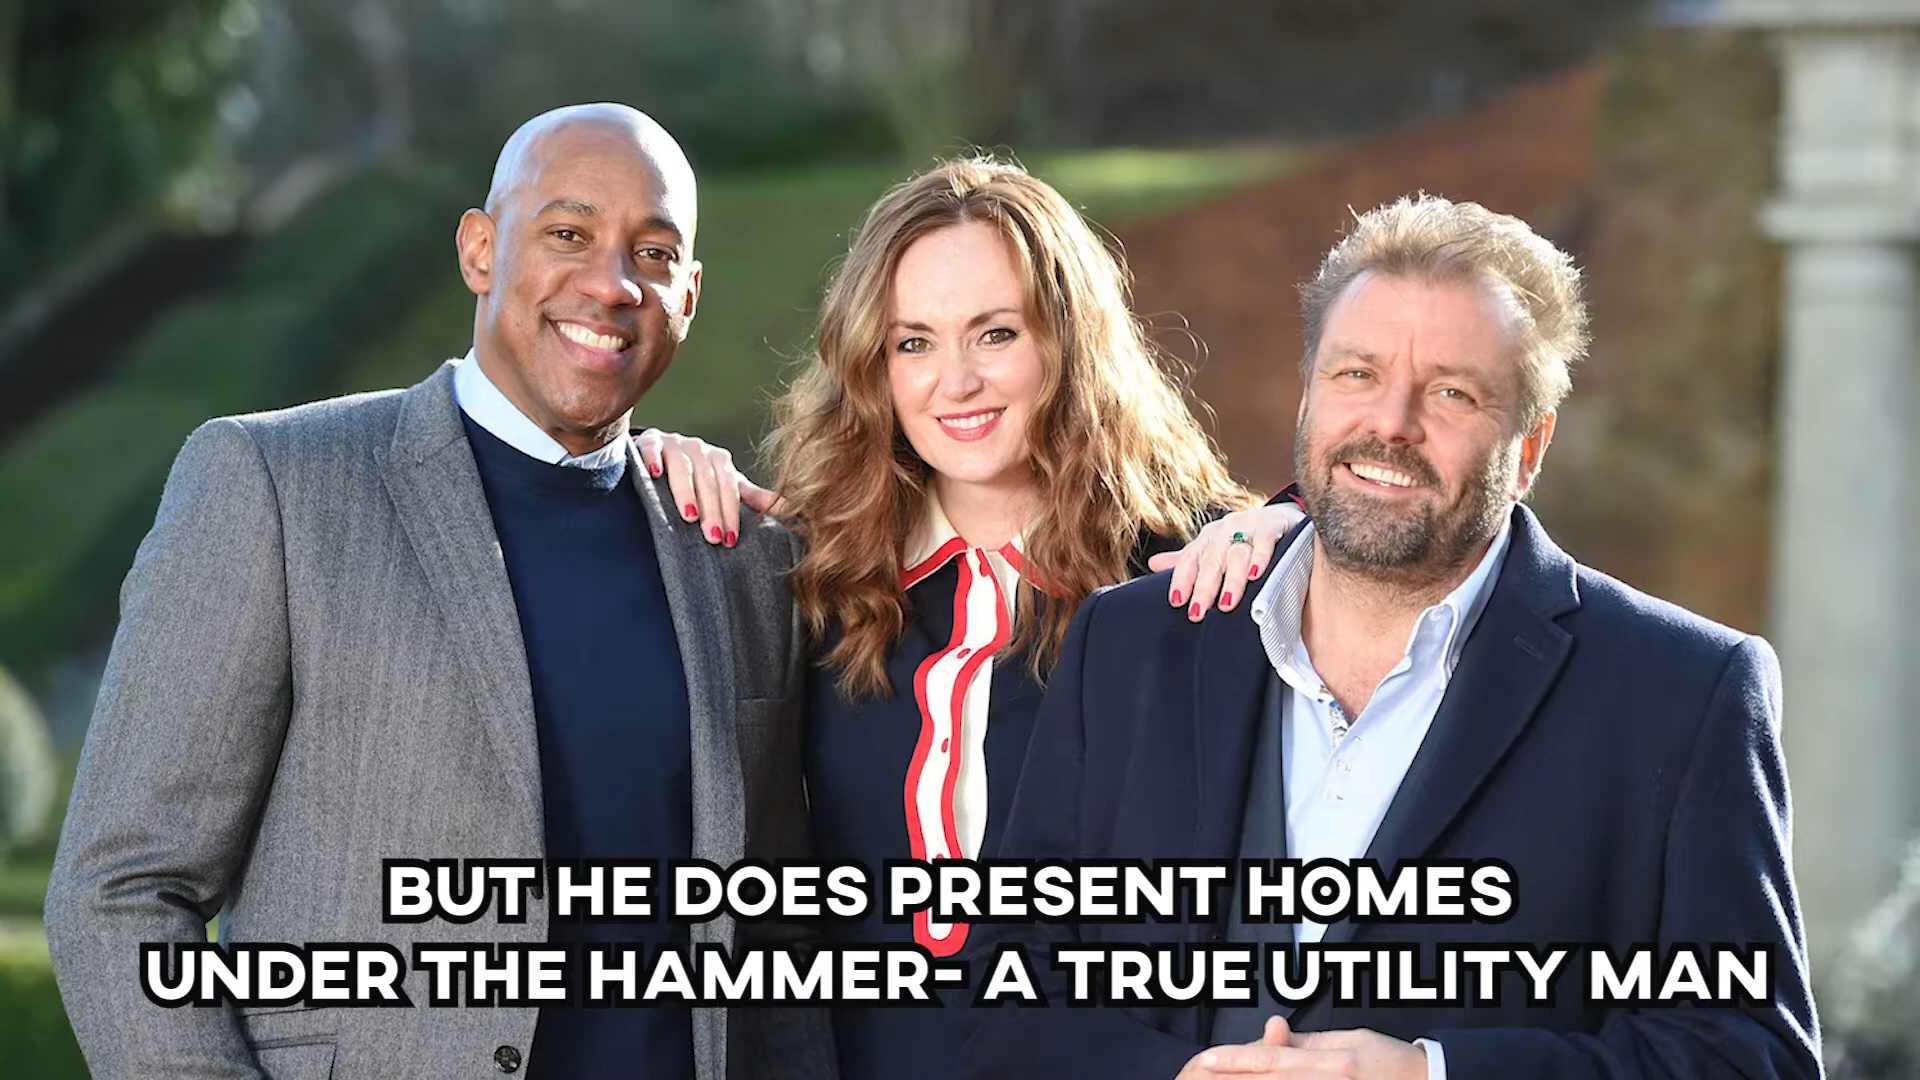 BUT HE DOES PRESENT HOMES
UNDER THE HAMMER- A TRUE UTILITY MAN